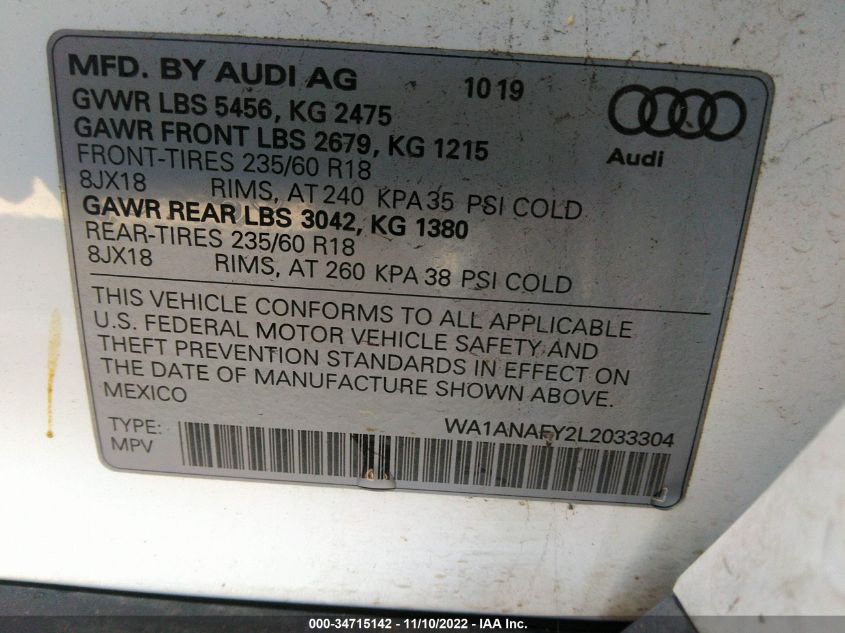 MFD. BY AUDI AG 10 19
GVWR LBS 5456, KG 2475
GAWR FRONT LBS 2679, KG 1215
FRONT-TIRES 235/60 R18
8JX18 RIMS, AT 240 KPA 35 PSI COLD
GAWR REAR LBS 3042, KG 1380
REAR-TIRES 235/60 R18
8JX18 RIMS, AT 260 KPA 38 PSI COLD
Audi
THIS VEHICLE CONFORMS TO ALL APPLICABLE
U.S. FEDERAL MOTOR VEHICLE SAFETY AND
THEFT PREVENTION STANDARDS IN EFFECT ON
THE DATE OF MANUFACTURE SHOWN ABOVE.
MEXICO
TYPE: WA1ANAFY2L2033304
MPV
000-34715142 - 11/10/2022 - IAA Inc.